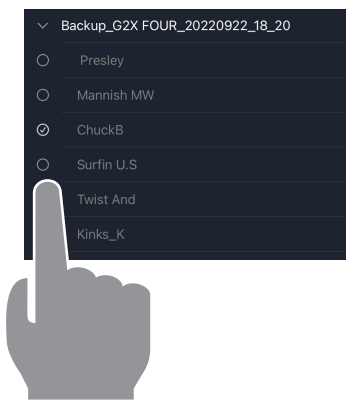 Backup_G2X FOUR_20220922_18_20
Presley
Mannish MW
ChuckB
Surfin U.S
Twist And
Kinks_K